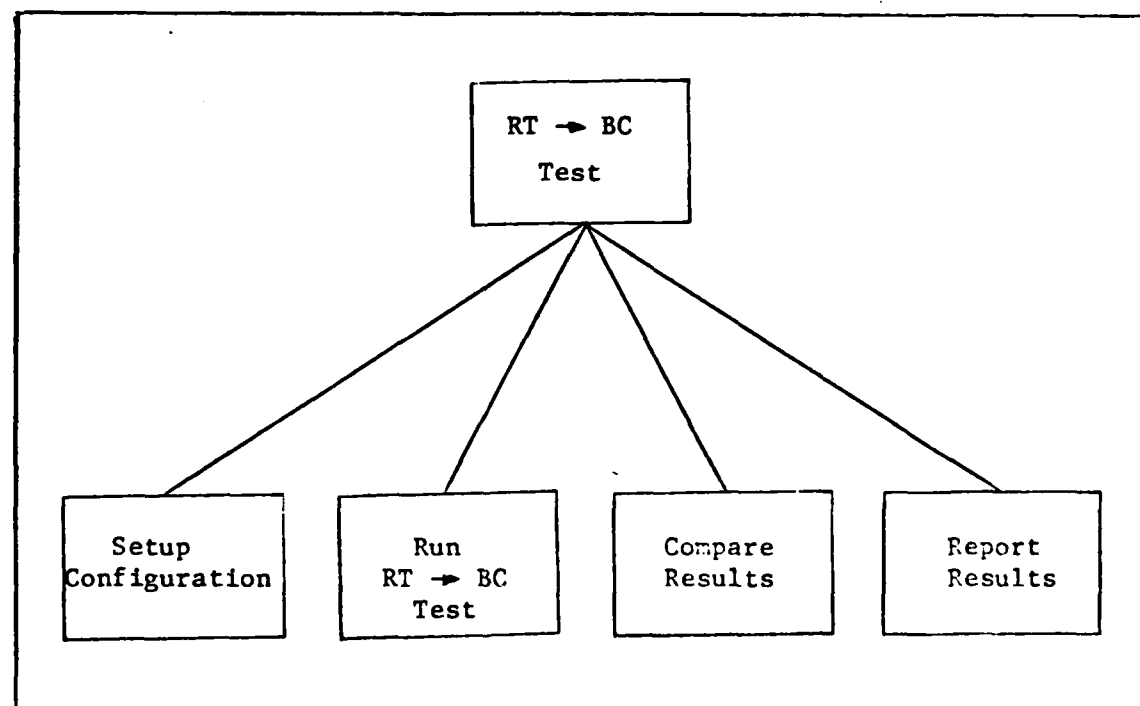 RT → BC
Test
Setup
Configuration
Run
RT → BC
Test
Compare
Results
Report
Results